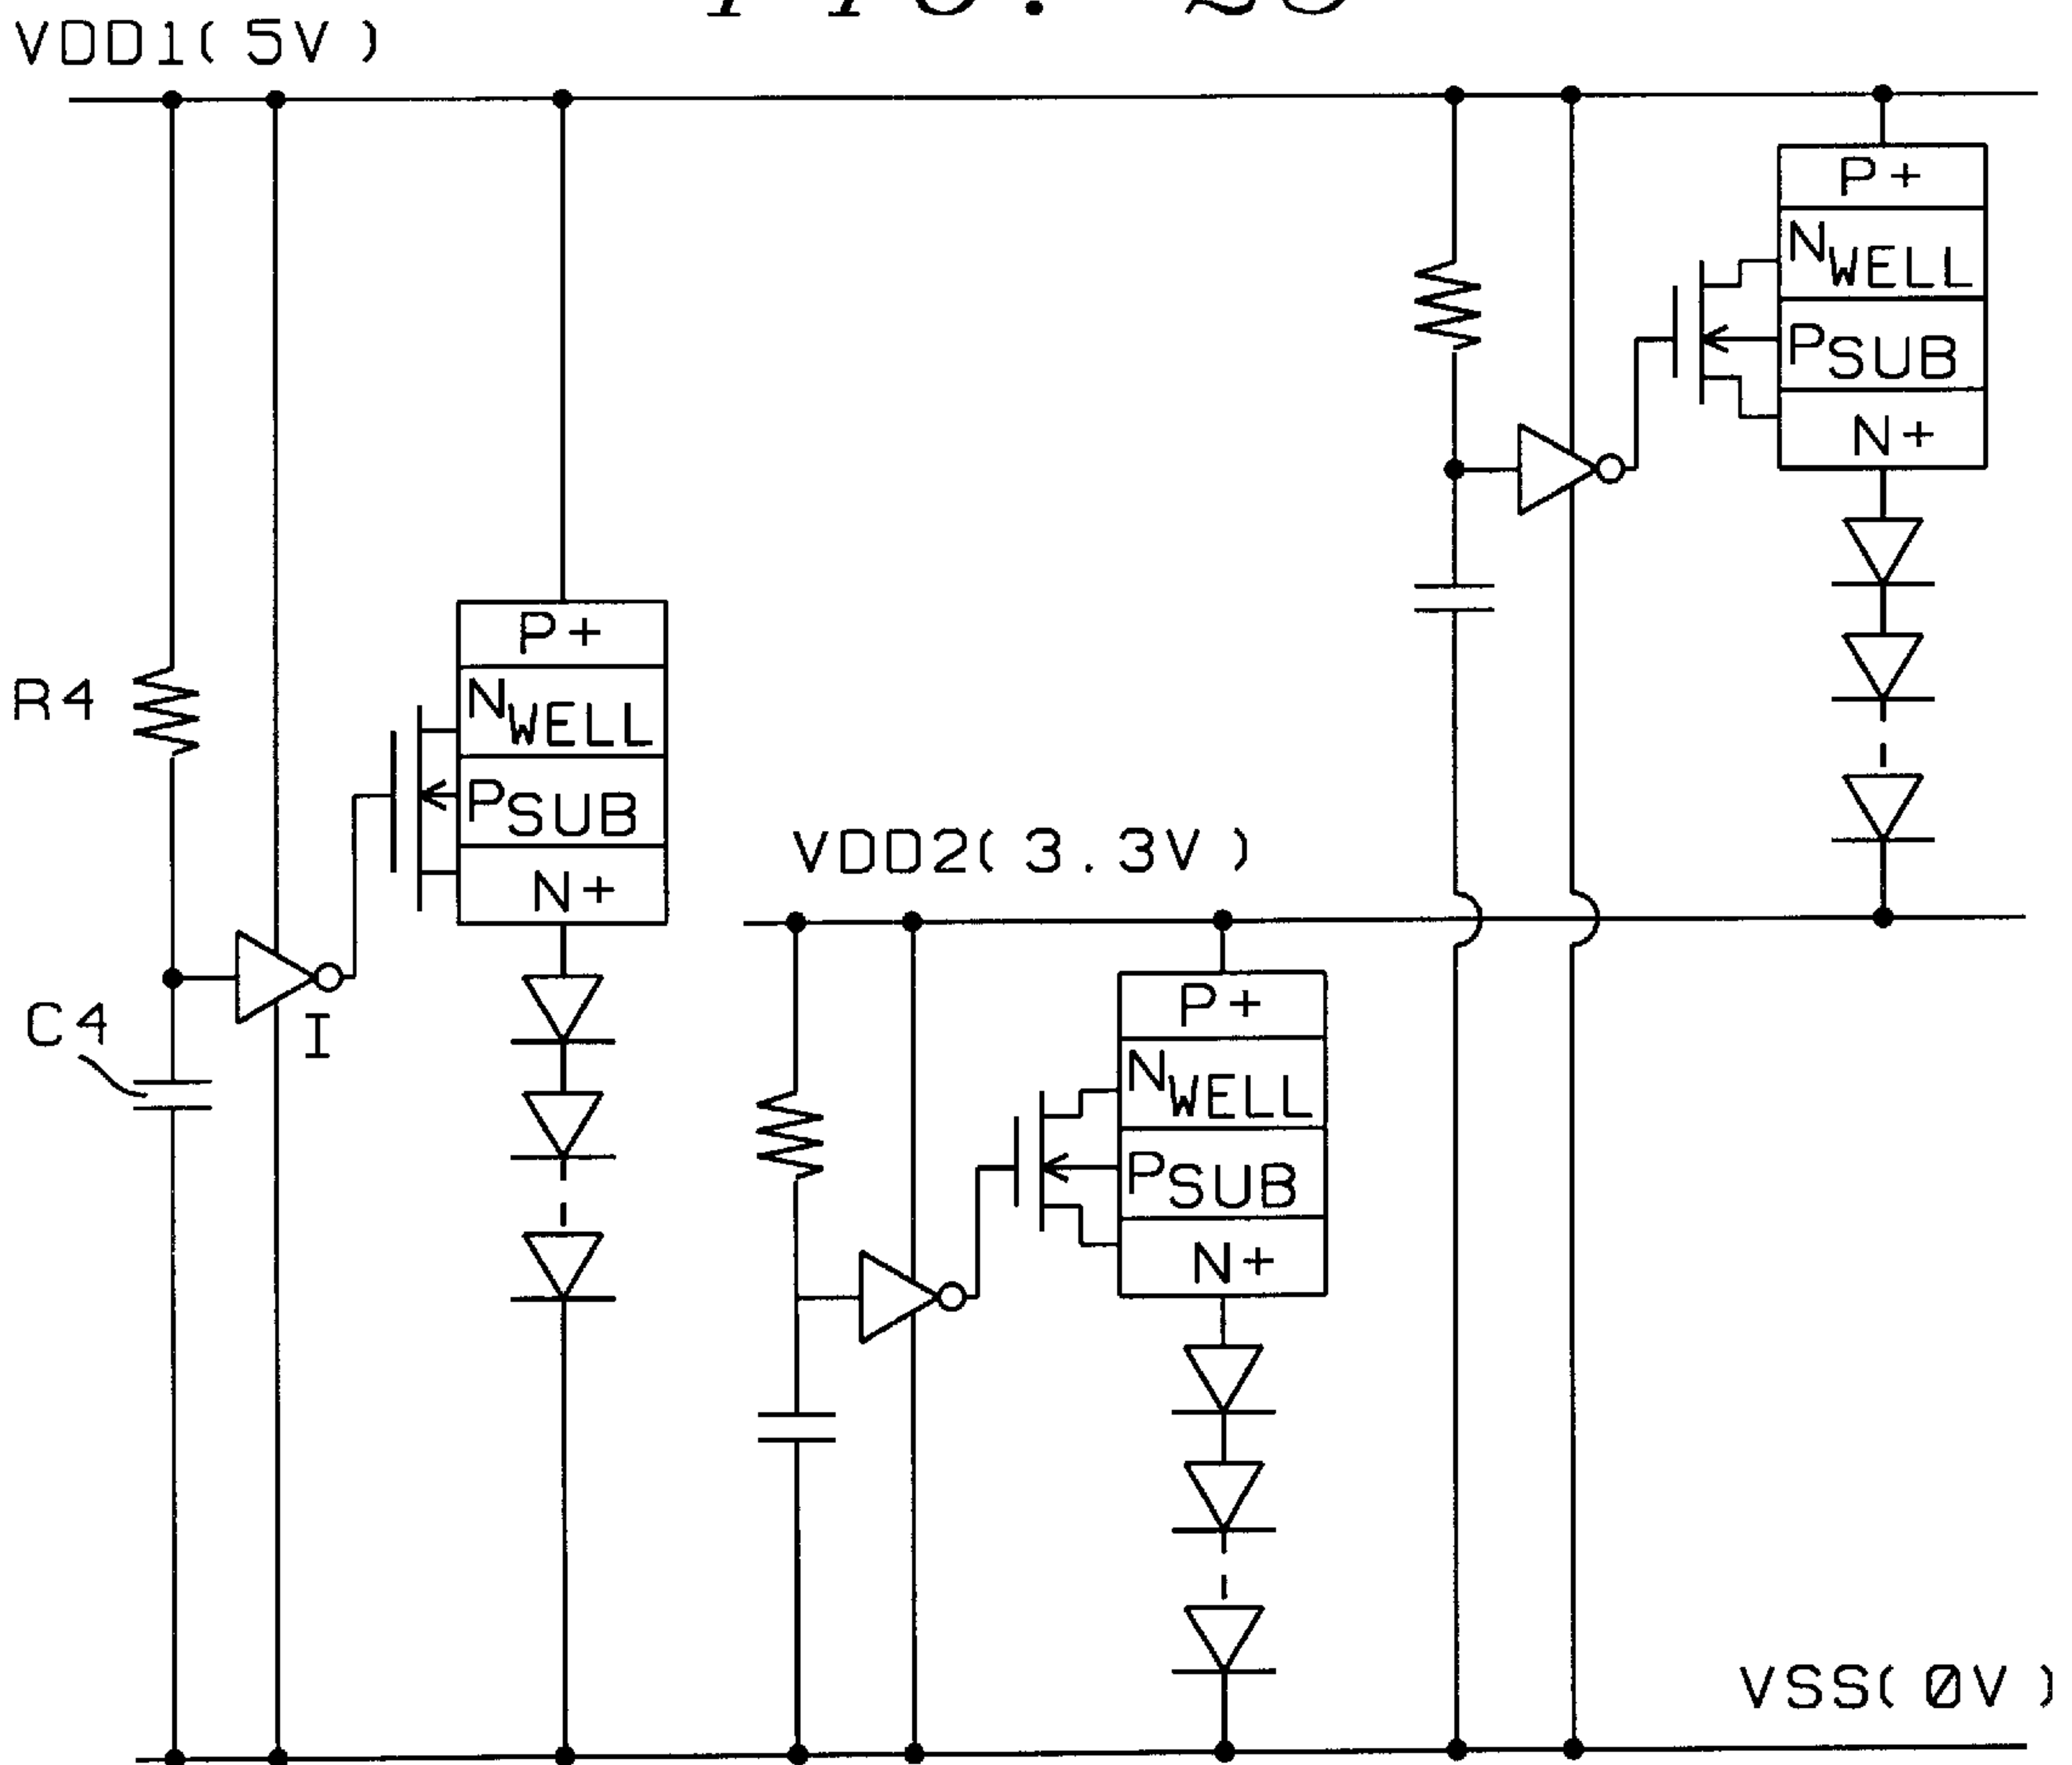 VDD1( 5V )
P+
NWELL
PSUB
N+
P+
NWELL
PSUB
N+
R4
VDD2( 3.3V )
C4
I
P+
NWELL
PSUB
N+
VSS( 0V )